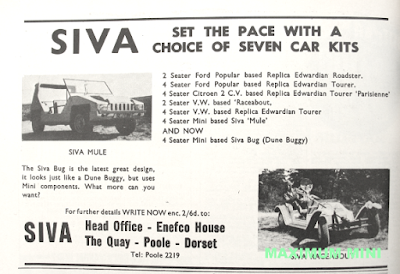 SIVA
SET THE PACE WITH A
CHOICE OF SEVEN CAR KITS
2 Seater Ford Popular based Replica Edwardian Roadster.
4 Seater Ford Popular based Replica Edwardian Tourer.
4 Seater Citroen 2 C.V. based Replica Edwardian Tourer 'Parisienne'
2 Seater V.W. based 'Raceabout,
4 Seater V.W. based Replica Edwardian Tourer
4 Seater Mini based Siva 'Mule'
AND NOW
4 Seater Mini based Siva Bug (Dune Buggy)
SIVA MULE
The Siva Bug is the latest great design,
it looks just like a Dune Buggy, but uses
Mini components. What more can you
want?
For further details WRITE NOW enc. 2/6d. to:
SIVA
Head Office - Enefco House
The Quay - Poole - Dorset
Tel: Poole 2219
SIVA RACEABOUT
MAXIMUM MINI